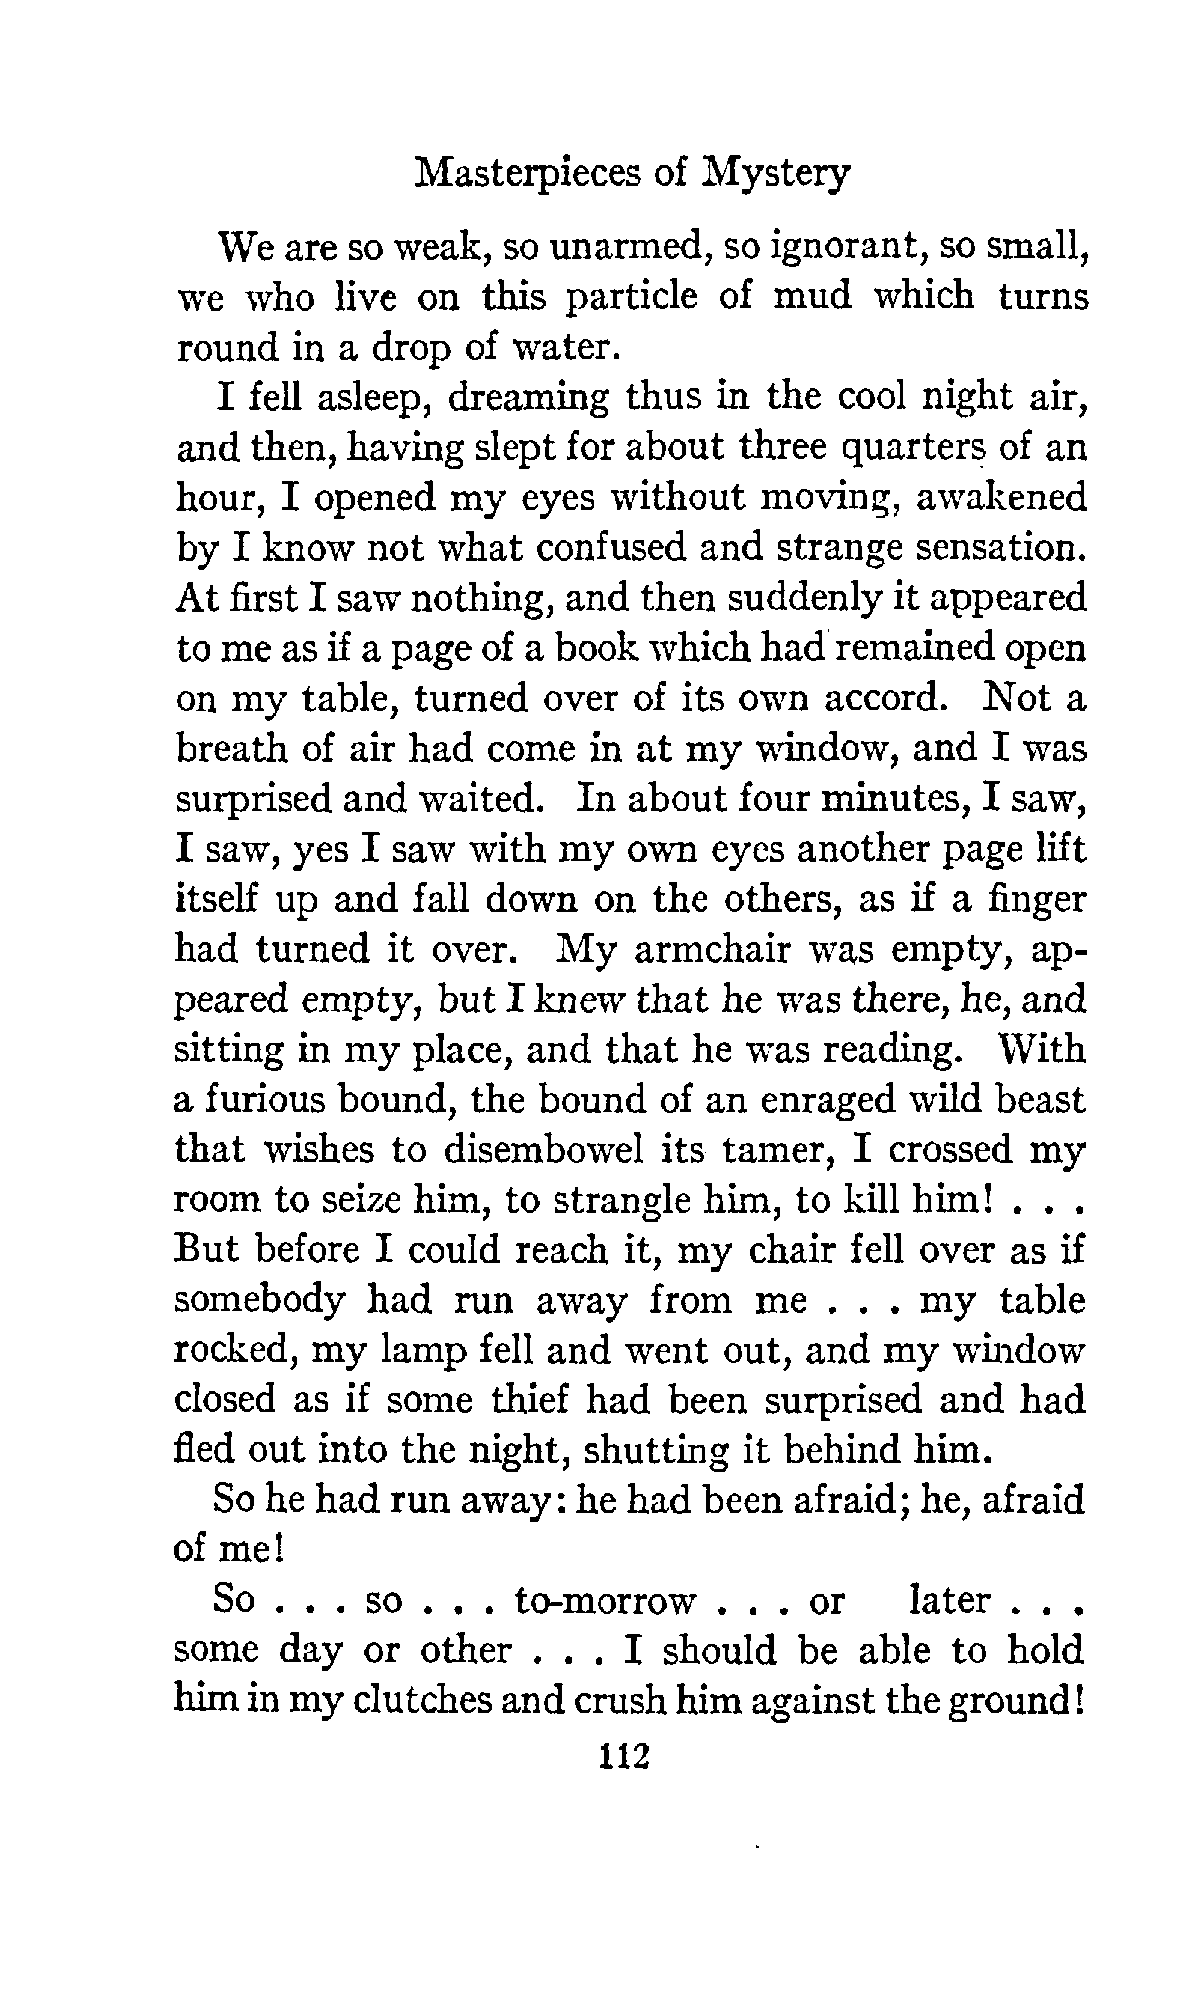 Masterpieces of Mystery
We are so weak, so unarmed, so ignorant, so small,
we who live on this particle of mud which turns
round in a drop of water.
I fell asleep, dreaming thus in the cool night air,
and then, having slept for about three quarters of an
hour, I opened my eyes without moving, awakened
by I know not what confused and strange sensation.
At first I saw nothing, and then suddenly it appeared
to me as if a page of a book which had remained open
on my table, turned over of its own accord. Not a
breath of air had come in at my window, and I was
surprised and waited. In about four minutes, I saw,
I saw, yes I saw with my own eyes another page lift
itself up and fall down on the others, as if a finger
had turned it over. My armchair was empty, ap-
peared empty, but I knew that he was there, he, and
sitting in my place, and that he was reading. With
a furious bound, the bound of an enraged wild beast
that wishes to disembowel its tamer, I crossed my
room to seize him, to strangle him, to kill him! . . .
But before I could reach it, my chair fell over as if
somebody had run away from me . . . my table
rocked, my lamp fell and went out, and my window
closed as if some thief had been surprised and had
fled out into the night, shutting it behind him.
So he had run away: he had been afraid; he, afraid
of me!
So . . . so . . . to-morrow . . . or later . . .
some day or other . . . I should be able to hold
him in my clutches and crush him against the ground!
112